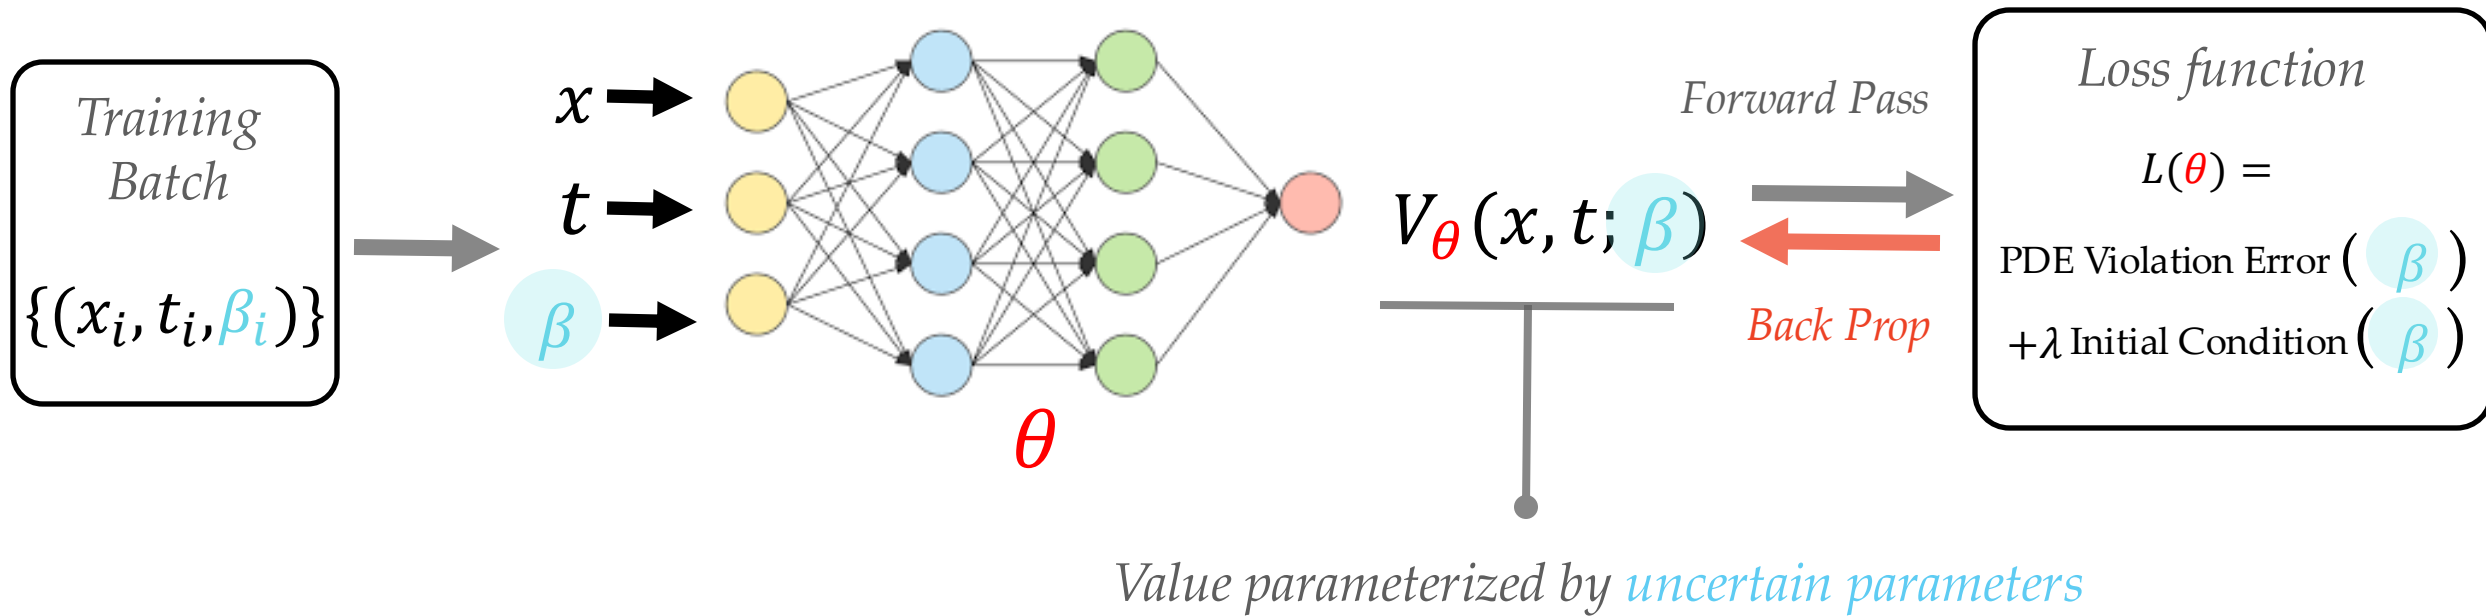 Training
Batch
{(xᵢ, tᵢ, βᵢ)}
x
t
β
θ
V_θ(x, t; β)
Forward Pass
Back Prop
Loss function
L(θ) =
PDE Violation Error ( β )
+λ Initial Condition ( β )
Value parameterized by uncertain parameters